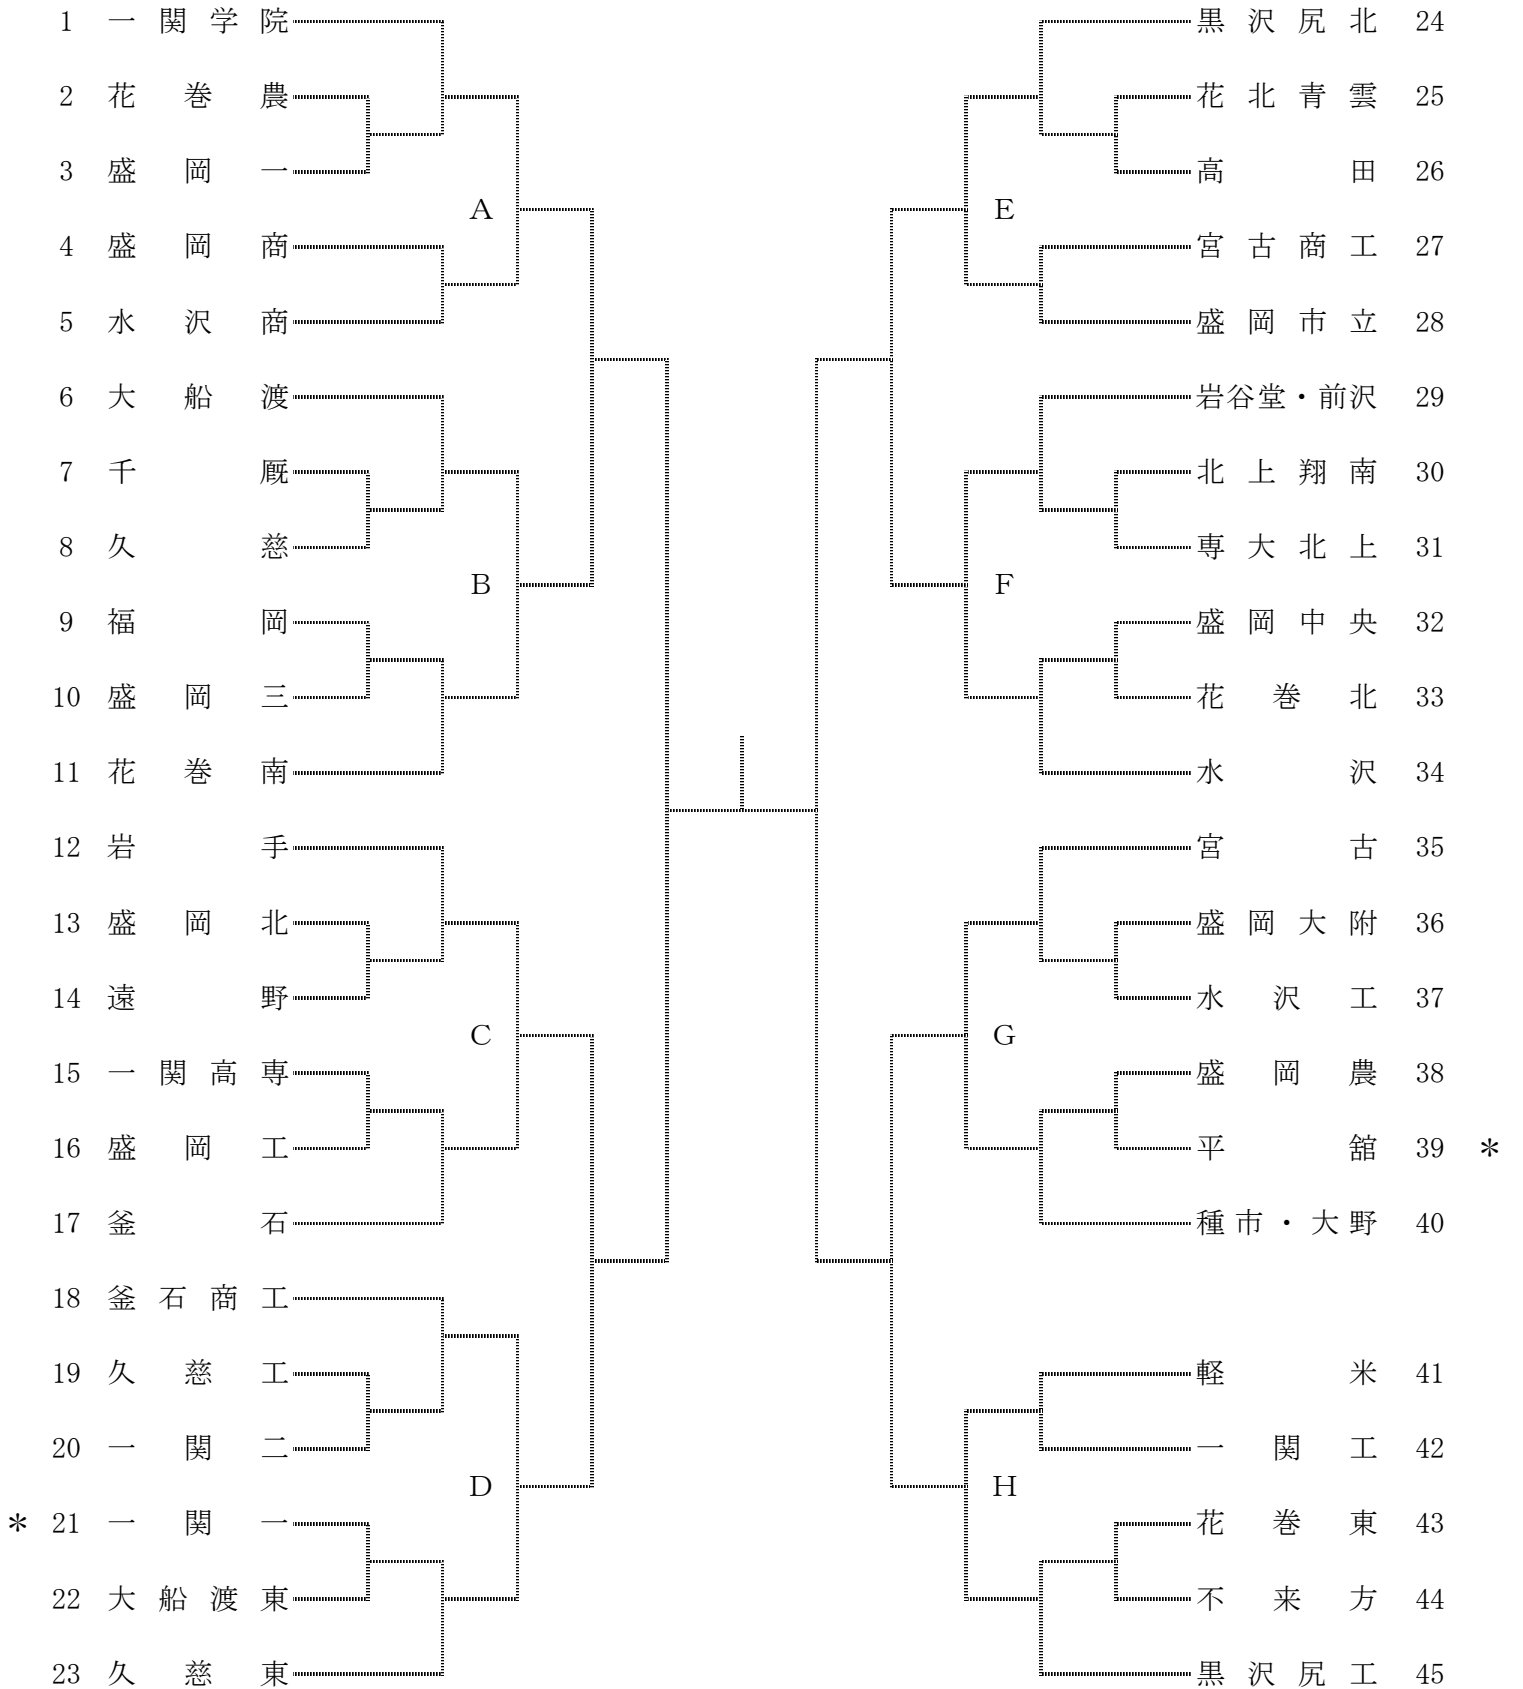 1 一関学院
2 花巻農
3 盛岡一
A
4 盛岡商
5 水沢商
6 大船渡
7 千厩
8 久慈
B
9 福岡
10 盛岡三
11 花巻南
12 岩手
13 盛岡北
14 遠野
C
15 一関高専
16 盛岡工
17 釜石
18 釜石商工
19 久慈工
20 一関二
D
＊ 21 一関一
22 大船渡東
23 久慈東
黒沢尻北 24
花北青雲 25
高田 26
E
宮古商工 27
盛岡市立 28
岩谷堂・前沢 29
北上翔南 30
専大北上 31
F
盛岡中央 32
花巻北 33
水沢 34
宮古 35
盛岡大附 36
水沢工 37
G
盛岡農 38
平舘 39 ＊
種市・大野 40
軽米 41
一関工 42
H
花巻東 43
不来方 44
黒沢尻工 45